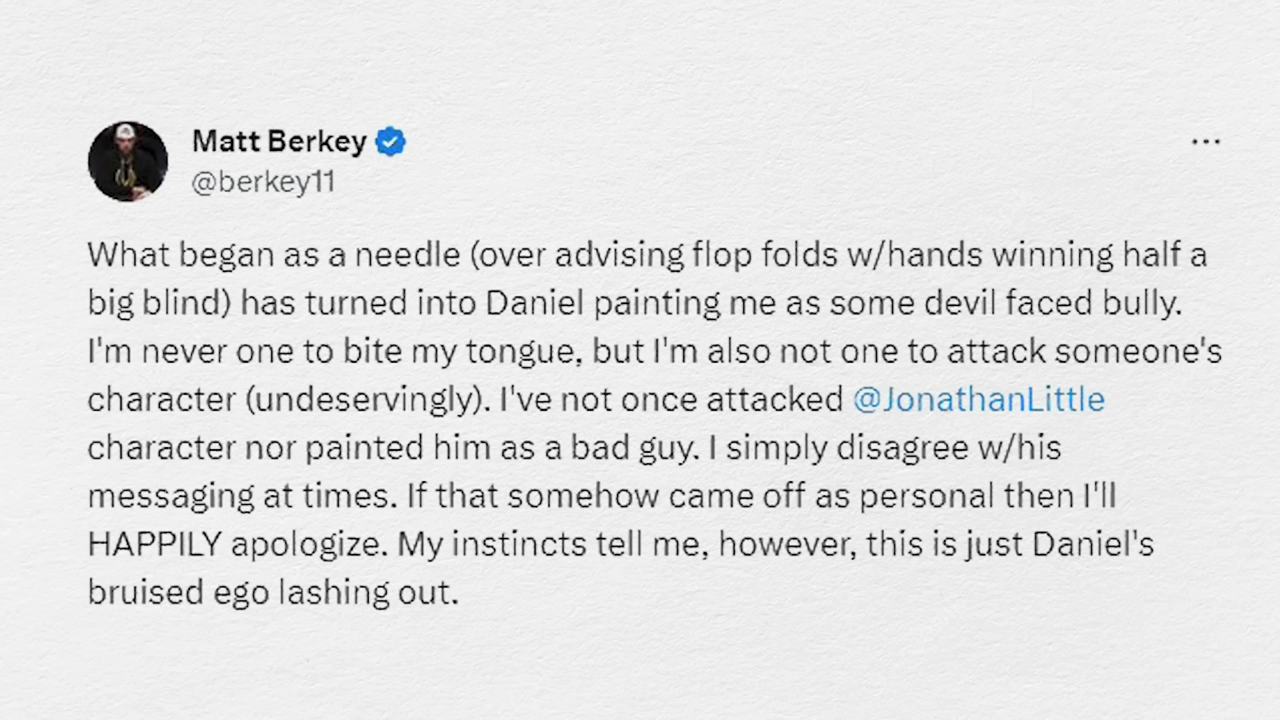 Matt Berkey
@berkey11
What began as a needle (over advising flop folds w/hands winning half a
big blind) has turned into Daniel painting me as some devil faced bully.
I'm never one to bite my tongue, but I'm also not one to attack someone's
character (undeservingly). I've not once attacked @JonathanLittle
character nor painted him as a bad guy. I simply disagree w/his
messaging at times. If that somehow came off as personal then I'll
HAPPILY apologize. My instincts tell me, however, this is just Daniel's
bruised ego lashing out.